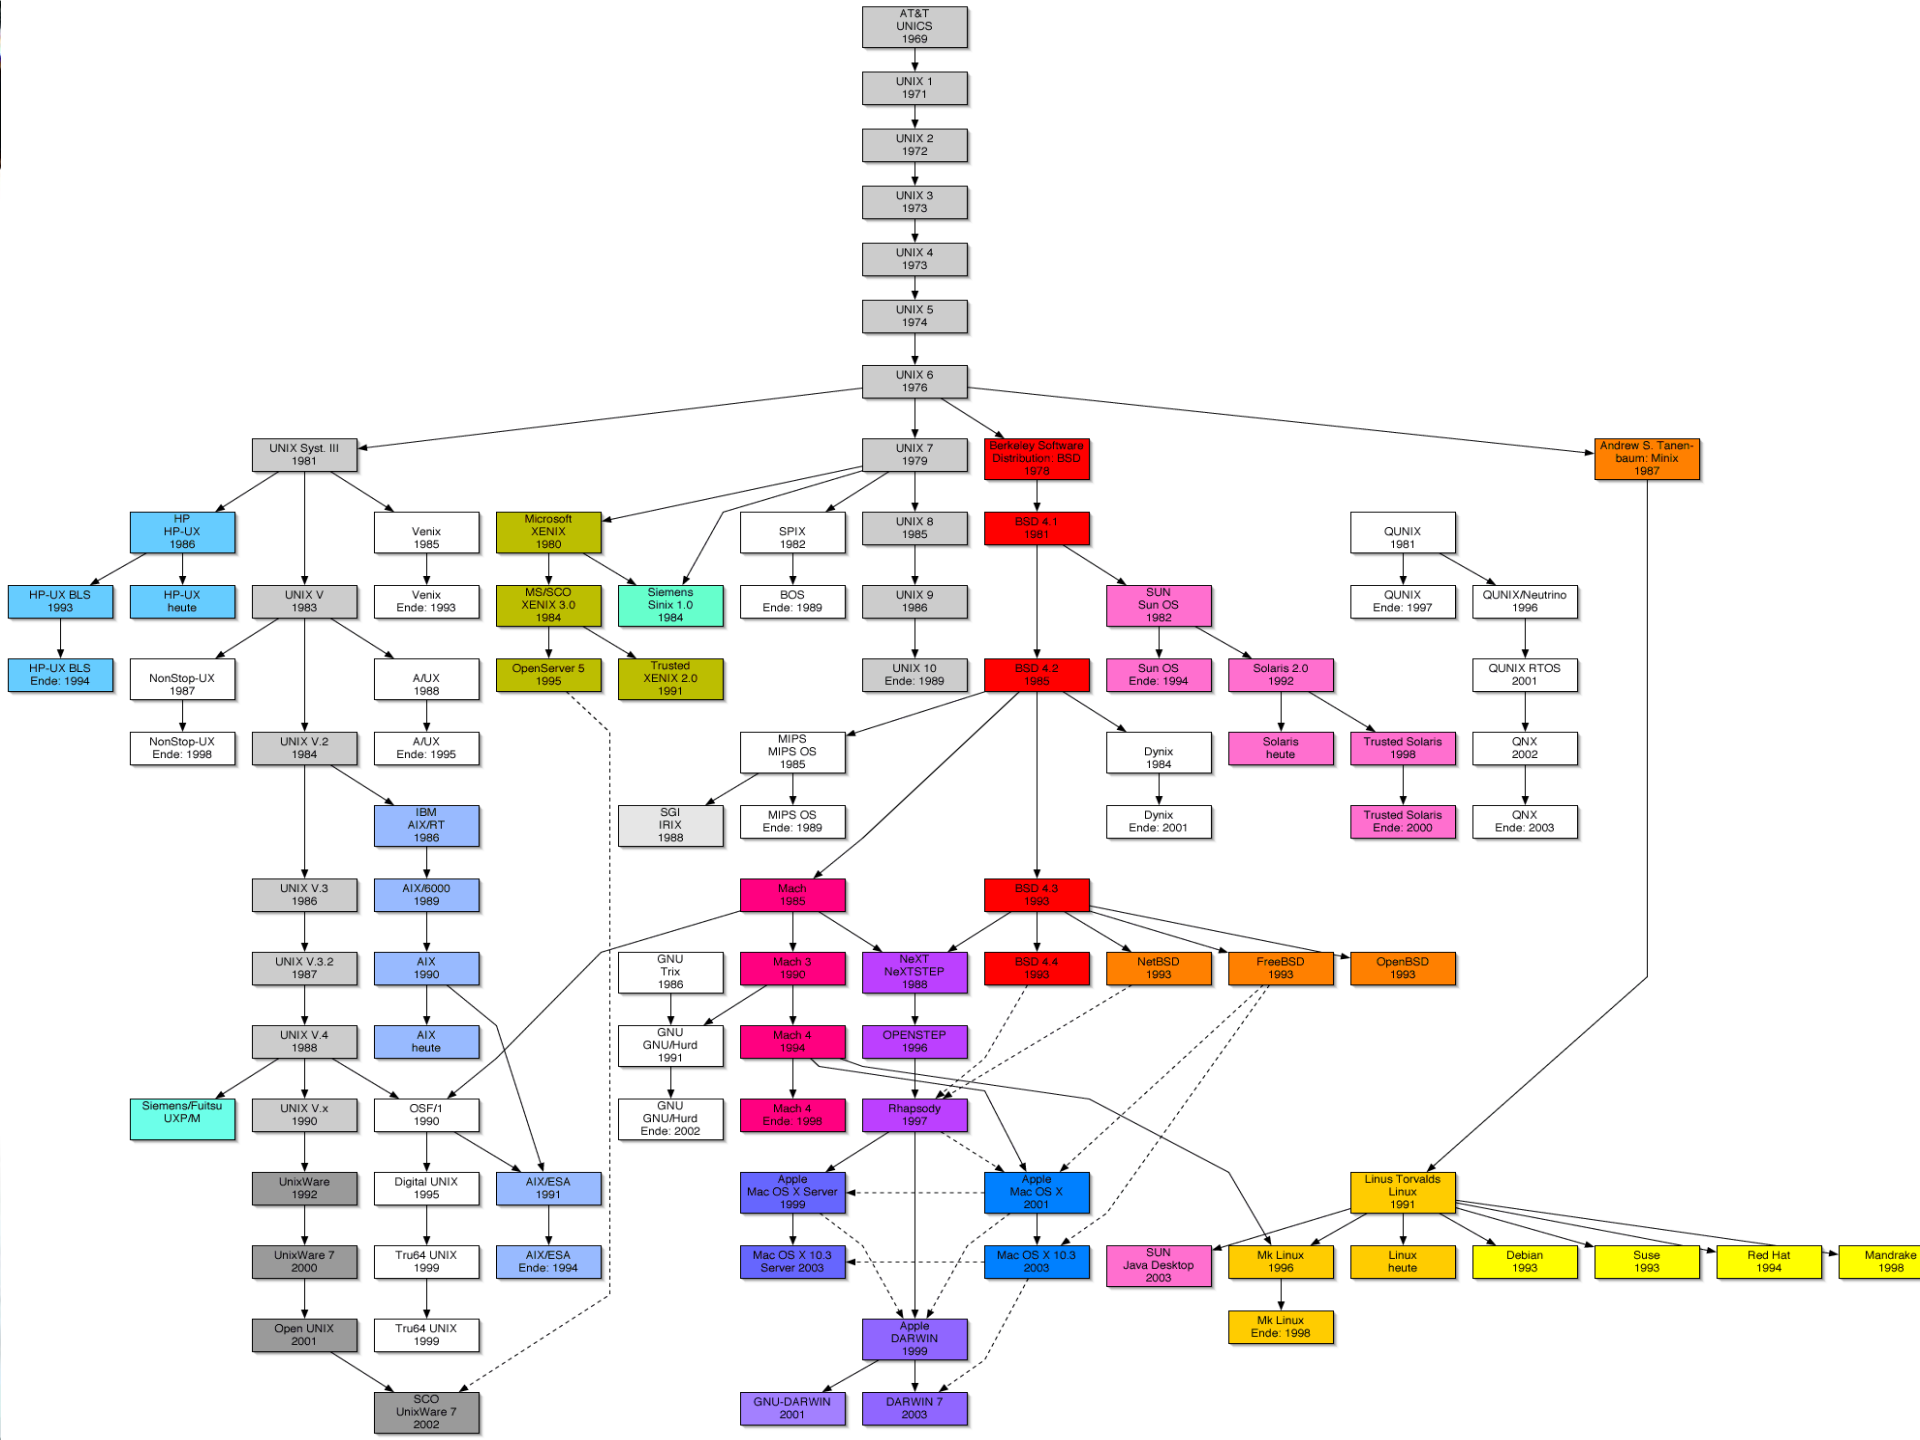 AT&T
UNICS
1969
UNIX 1
1971
UNIX 2
1972
UNIX 3
1973
UNIX 4
1973
UNIX 5
1974
UNIX 6
1976
UNIX Syst. III
1981
UNIX 7
1979
Berkeley Software
Distribution: BSD
1978
Andrew S. Tanen-
baum: Minix
1987
HP
HP-UX
1986
Venix
1985
Microsoft
XENIX
1980
SPIX
1982
UNIX 8
1985
BSD 4.1
1981
QUNIX
1981
HP-UX BLS
1993
HP-UX
heute
UNIX V
1983
Venix
Ende: 1993
MS/SCO
XENIX 3.0
1984
Siemens
Sinix 1.0
1984
BOS
Ende: 1989
UNIX 9
1986
SUN
Sun OS
1982
QUNIX
Ende: 1997
QUNIX/Neutrino
1996
HP-UX BLS
Ende: 1994
NonStop-UX
1987
A/UX
1988
OpenServer 5
1995
Trusted
XENIX 2.0
1991
UNIX 10
Ende: 1989
BSD 4.2
1985
Sun OS
Ende: 1994
Solaris 2.0
1992
QUNIX RTOS
2001
NonStop-UX
Ende: 1998
UNIX V.2
1984
A/UX
Ende: 1995
MIPS
MIPS OS
1985
Dynix
1984
Solaris
heute
Trusted Solaris
1998
QNX
2002
IBM
AIX/RT
1986
SGI
IRIX
1988
MIPS OS
Ende: 1989
Dynix
Ende: 2001
Trusted Solaris
Ende: 2000
QNX
Ende: 2003
UNIX V.3
1986
AIX/6000
1989
Mach
1985
BSD 4.3
1993
UNIX V.3.2
1987
AIX
1990
GNU
Trix
1986
Mach 3
1990
NeXT
NeXTSTEP
1988
BSD 4.4
1993
NetBSD
1993
FreeBSD
1993
OpenBSD
1993
UNIX V.4
1988
AIX
heute
GNU
GNU/Hurd
1991
Mach 4
1994
OPENSTEP
1996
Siemens/Fuitsu
UXP/M
UNIX V.x
1990
OSF/1
1990
GNU
GNU/Hurd
Ende: 2002
Mach 4
Ende: 1998
Rhapsody
1997
UnixWare
1992
Digital UNIX
1995
AIX/ESA
1991
Apple
Mac OS X Server
1999
Apple
Mac OS X
2001
Linus Torvalds
Linux
1991
UnixWare 7
2000
Tru64 UNIX
1999
AIX/ESA
Ende: 1994
Mac OS X 10.3
Server 2003
Mac OS X 10.3
2003
SUN
Java Desktop
2003
Mk Linux
1996
Linux
heute
Debian
1993
Suse
1993
Red Hat
1994
Mandrake
1998
Open UNIX
2001
Tru64 UNIX
1999
Apple
DARWIN
1999
Mk Linux
Ende: 1998
SCO
UnixWare 7
2002
GNU-DARWIN
2001
DARWIN 7
2003